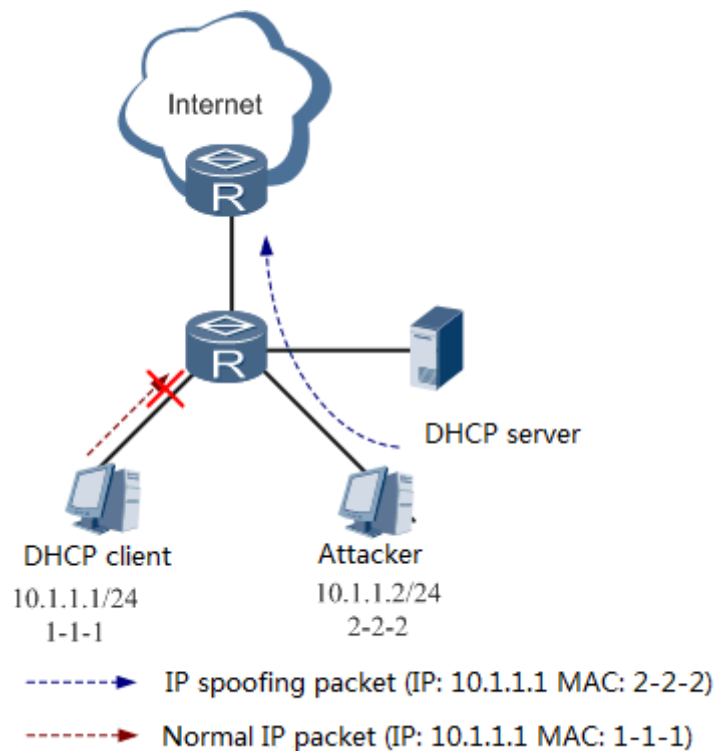 Internet
R
R
DHCP server
DHCP client
10.1.1.1/24
1-1-1
Attacker
10.1.1.2/24
2-2-2
IP spoofing packet (IP: 10.1.1.1 MAC: 2-2-2)
Normal IP packet (IP: 10.1.1.1 MAC: 1-1-1)